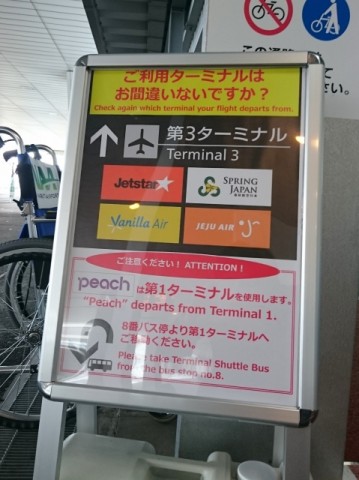 ご利用ターミナルは
お間違いないですか？
Check again which terminal your flight departs from.
第3ターミナル
Terminal 3
Jetstar
SPRING
JAPAN
Vanilla Air
JEJU AIR
ご注意ください！ ATTENTION！
peach は第1ターミナルを使用します。
"Peach" departs from Terminal 1.
8番バス停より第1ターミナルへ
ご移動ください。
Please take Terminal Shuttle Bus
from the bus stop no.8.